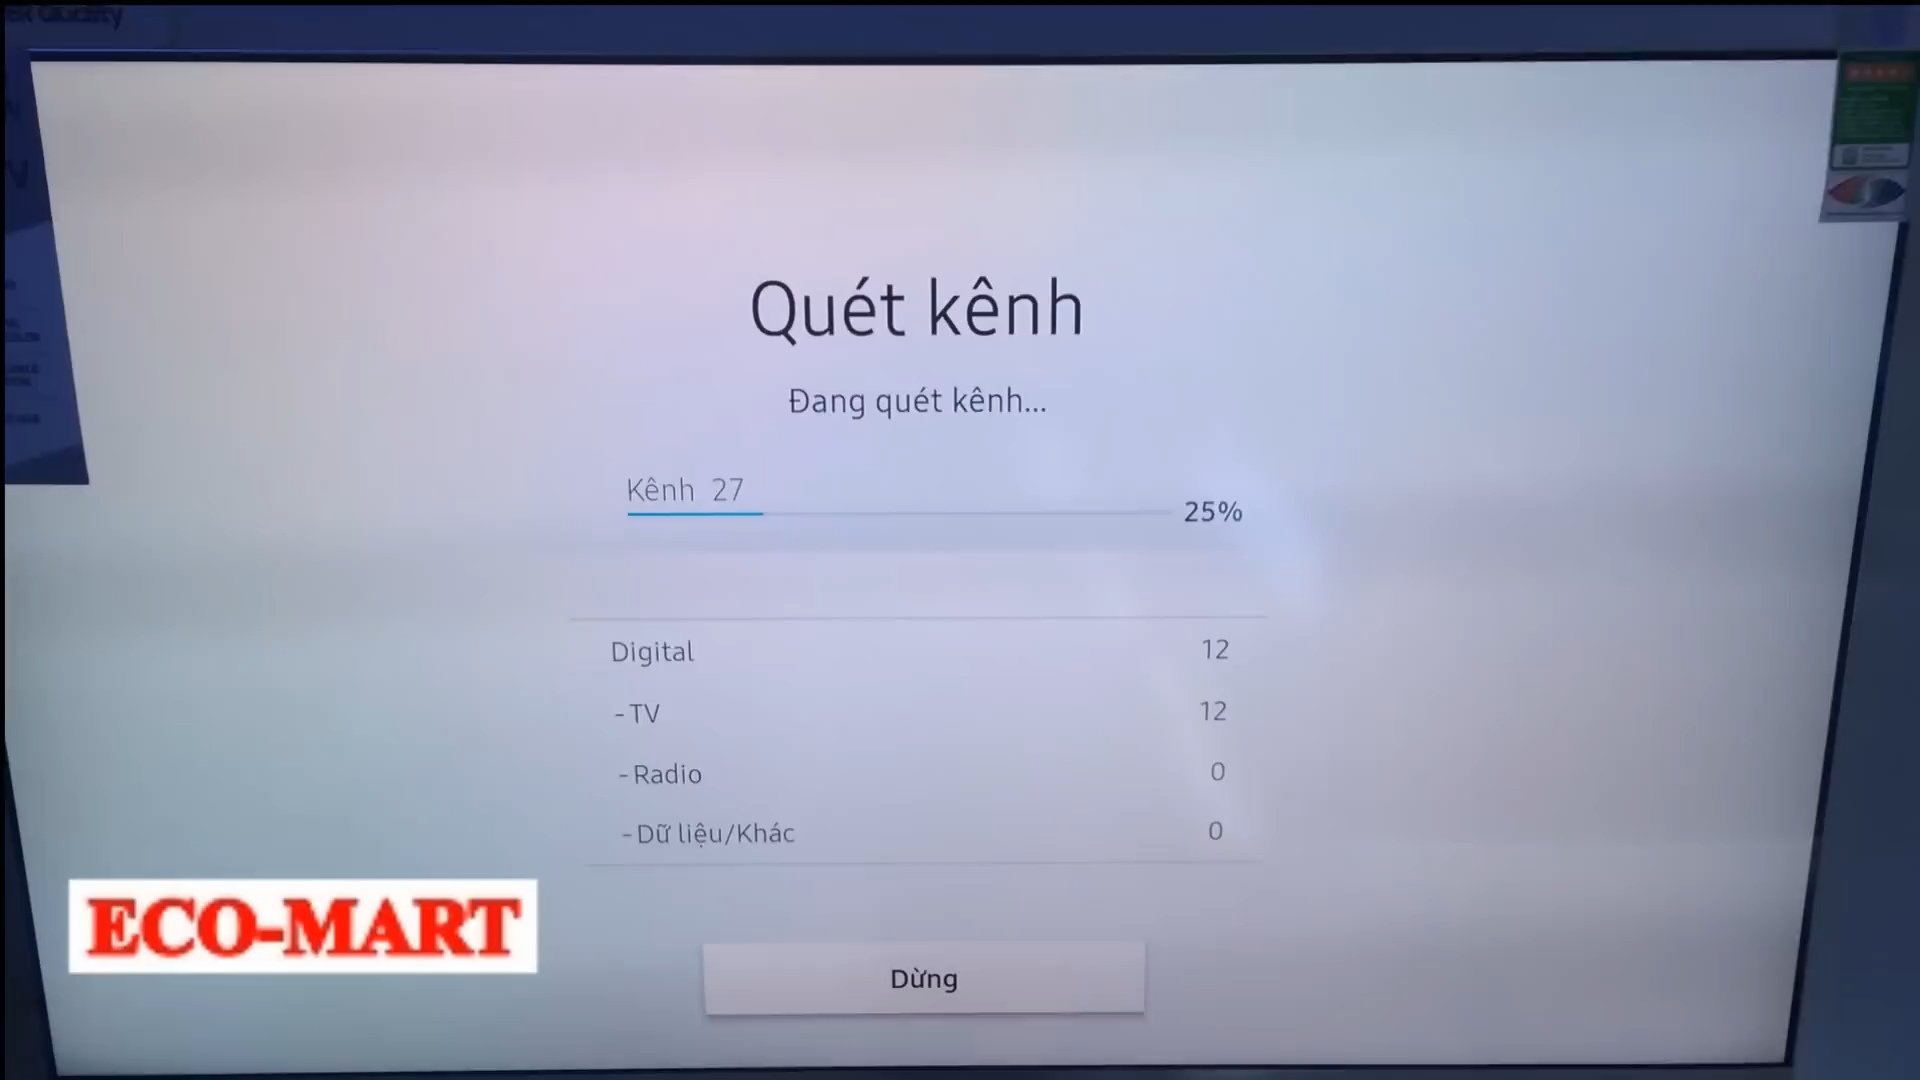 Quality
Quét kênh
Đang quét kênh...
Kênh 27
25%
Digital 12
-TV 12
-Radio 0
-Dữ liệu/Khác 0
ECO-MART
Dừng